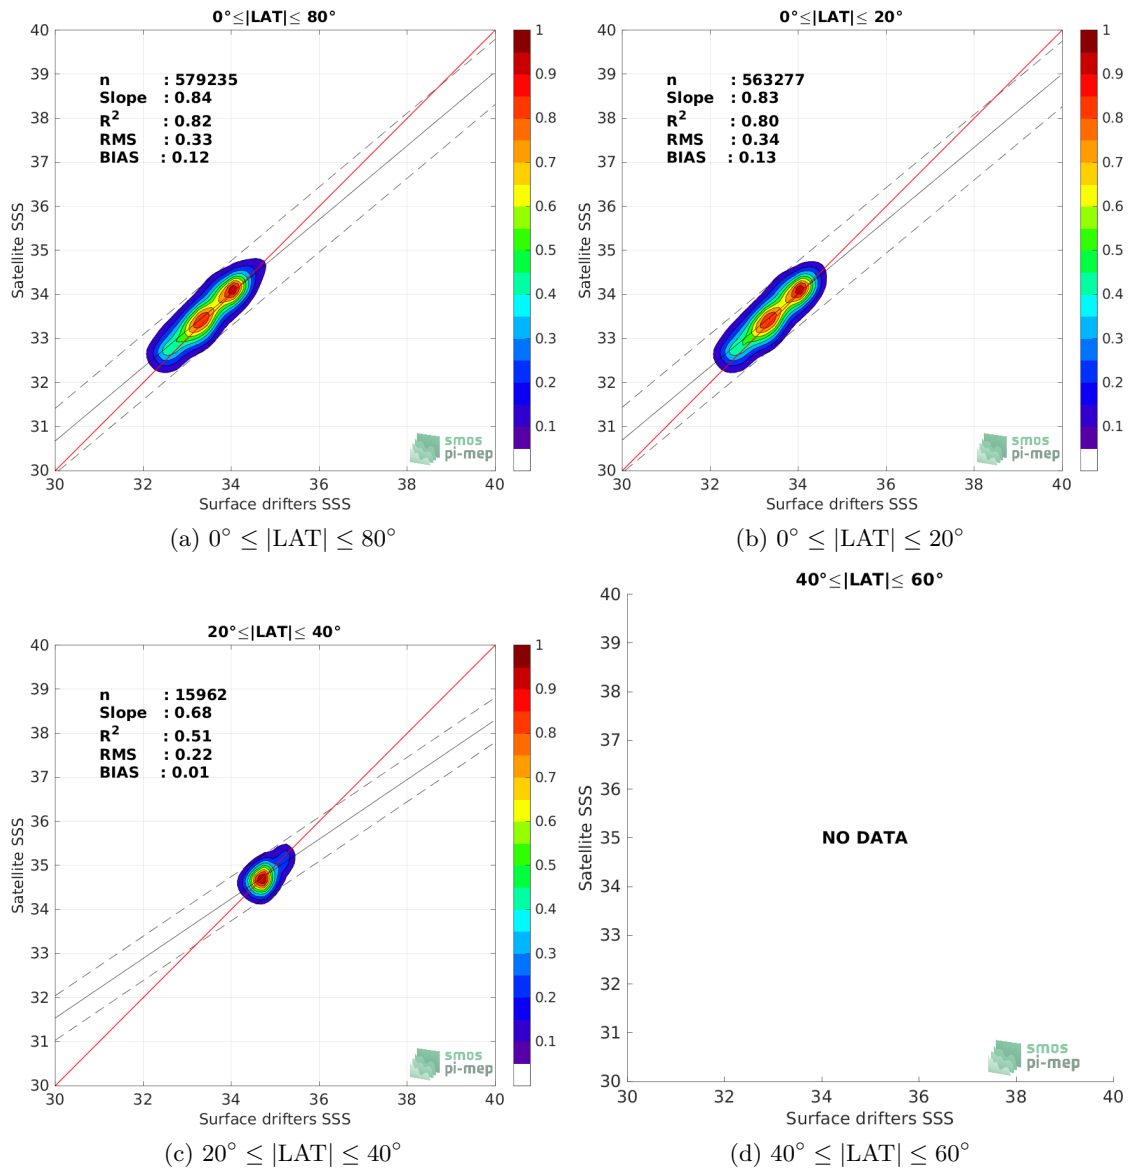 0°≤|LAT|≤ 80°
40
39
38
37
36
35
34
33
32
31
30
30
32
34
36
38
40
Satellite SSS
Surface drifters SSS
n : 579235
Slope : 0.84
R² : 0.82
RMS : 0.33
BIAS : 0.12
1
0.9
0.8
0.7
0.6
0.5
0.4
0.3
0.2
0.1
smos
pi-mep
(a) 0° ≤ |LAT| ≤ 80°
0°≤|LAT|≤ 20°
40
39
38
37
36
35
34
33
32
31
30
30
32
34
36
38
40
Satellite SSS
Surface drifters SSS
n : 563277
Slope : 0.83
R² : 0.80
RMS : 0.34
BIAS : 0.13
1
0.9
0.8
0.7
0.6
0.5
0.4
0.3
0.2
0.1
smos
pi-mep
(b) 0° ≤ |LAT| ≤ 20°
20°≤|LAT|≤ 40°
40
39
38
37
36
35
34
33
32
31
30
30
32
34
36
38
40
Satellite SSS
Surface drifters SSS
n : 15962
Slope : 0.68
R² : 0.51
RMS : 0.22
BIAS : 0.01
1
0.9
0.8
0.7
0.6
0.5
0.4
0.3
0.2
0.1
smos
pi-mep
(c) 20° ≤ |LAT| ≤ 40°
40°≤|LAT|≤ 60°
40
39
38
37
36
35
34
33
32
31
30
30
32
34
36
38
40
Satellite SSS
Surface drifters SSS
NO DATA
smos
pi-mep
(d) 40° ≤ |LAT| ≤ 60°